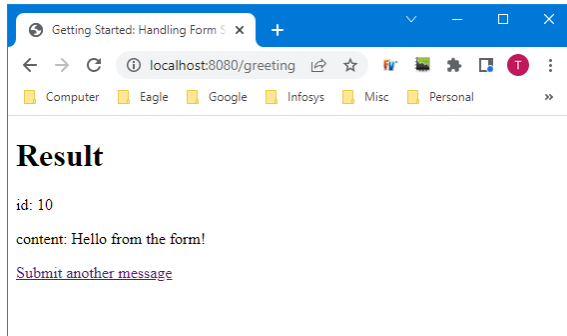 Getting Started: Handling Form S
localhost:8080/greeting
T
Computer
Eagle
Google
Infosys
Misc
Personal
»
Result
id: 10
content: Hello from the form!
Submit another message